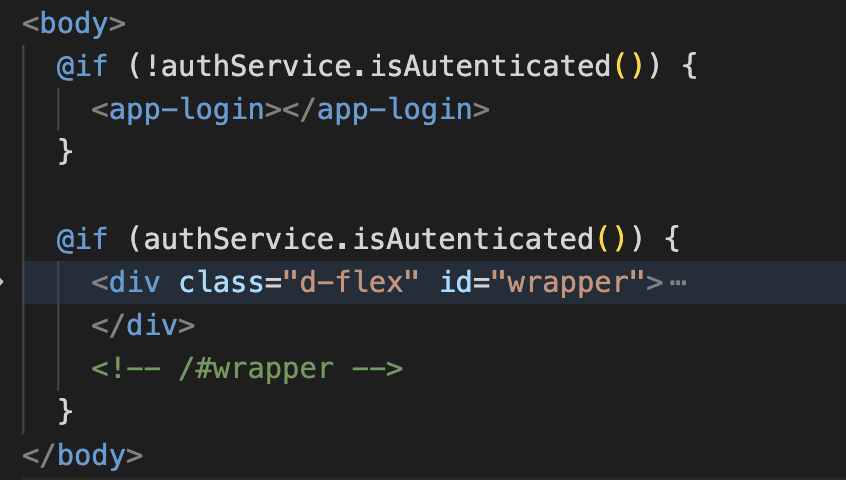 <body>
@if (!authService.isAutenticated()) {
<app-login></app-login>
}
@if (authService.isAutenticated()) {
<div class="d-flex" id="wrapper">⋯
</div>
<!-- /#wrapper -->
}
</body>